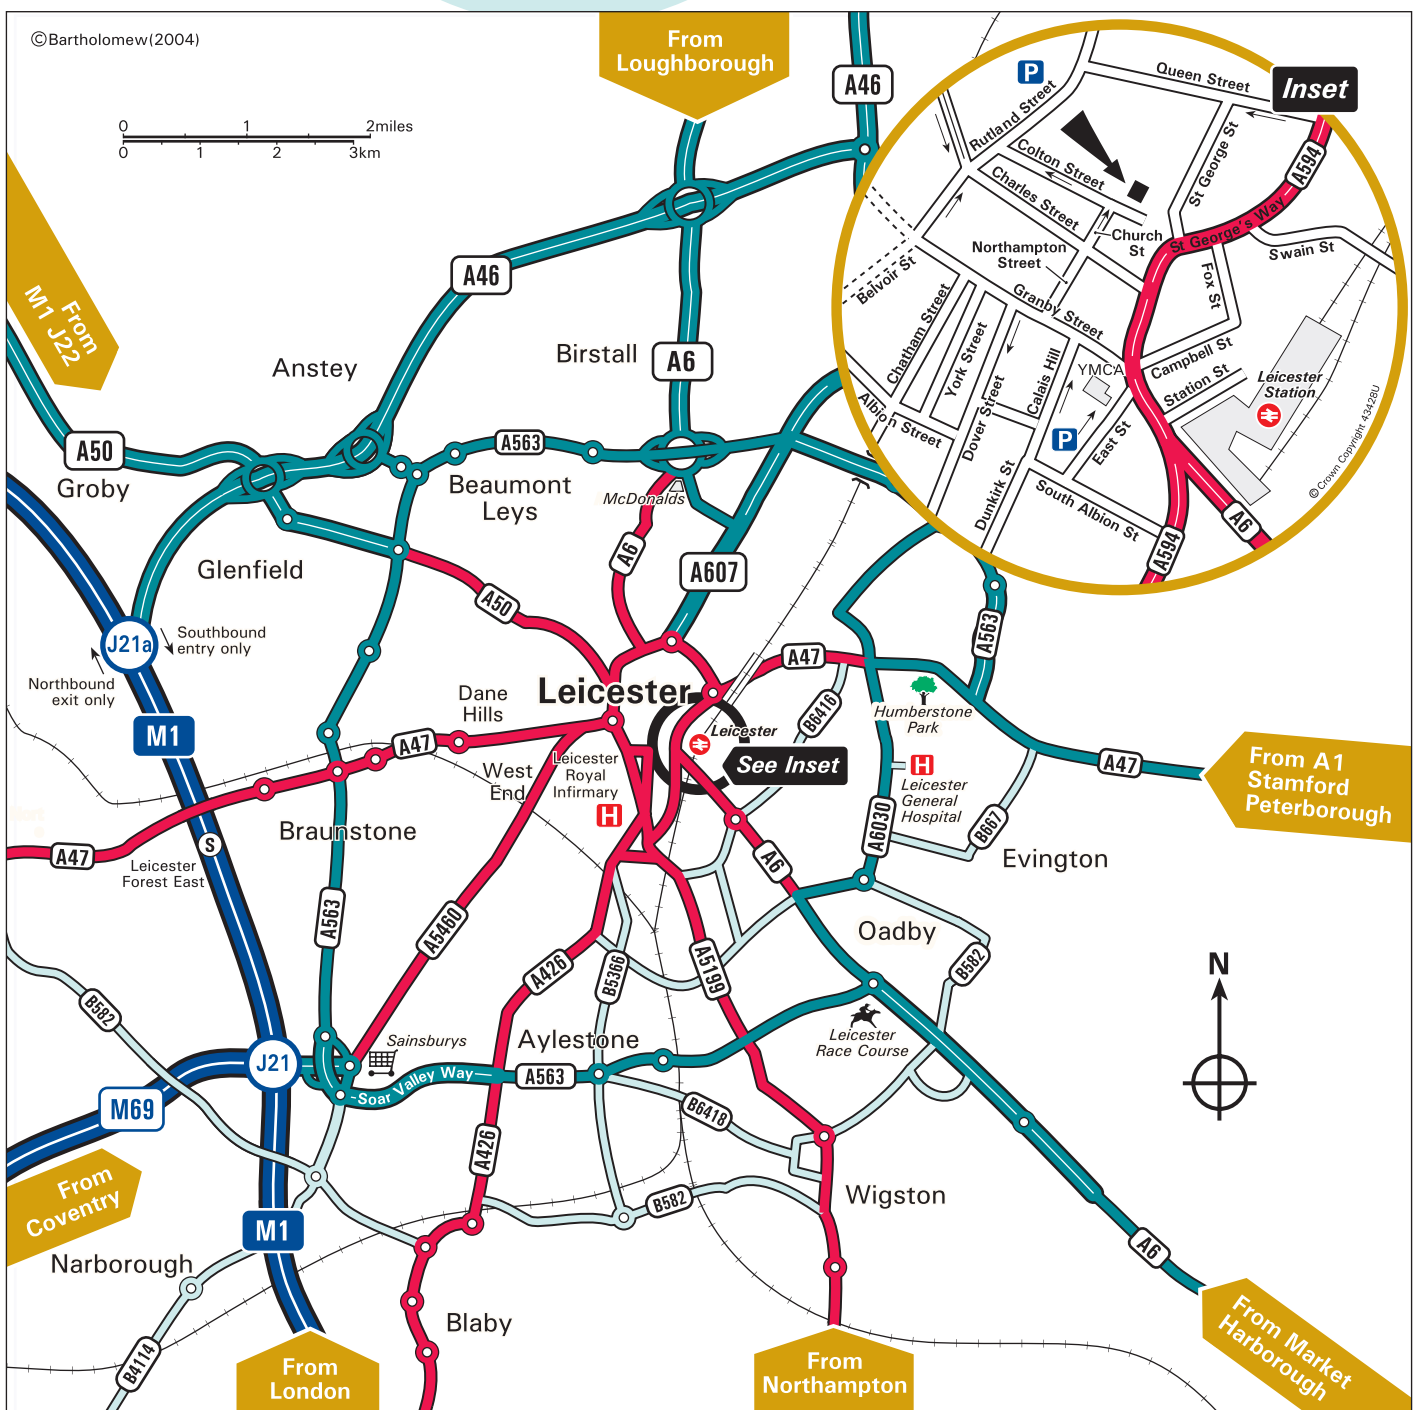 ©Bartholomew(2004)
0 1 2miles
0 1 2 3km
From
Loughborough
A46
Inset
Queen Street
Rutland Street
P
A594
St George St
Colton Street
Charles Street
St George's Way
Church
St
Northampton
Street
Swain St
Belvoir St
Fox St
Granby Street
Chatham Street
York Street
Dover Street
Calais Hill
YMCA
Campbell St
Station St
Leicester
Station
Albion Street
P
East St
Dunkirk St
South Albion St
A594
A6
©Crown Copyright 43428U
From
M1 J22
A46
Anstey
Birstall
A6
A50
Groby
A563
Beaumont
Leys
McDonalds
A6
A607
Glenfield
A50
J21a
Southbound
entry only
Northbound
exit only
A563
A47
Leicester
Dane
Hills
B6416
Humberstone
Park
M1
A47
Leicester
See Inset
West
End
Leicester
Royal
Infirmary
H
H
Leicester
General
Hospital
A47
From A1
Stamford
Peterborough
Braunstone
A6030
B667
Evington
S
A47
Leicester
Forest East
A6
A563
A5460
Oadby
B582
A426
B5366
A5199
N
B582
Sainsburys
Aylestone
Leicester
Race Course
J21
Soar Valley Way
A563
M69
B6418
A426
From
Coventry
Wigston
B582
M1
Narborough
A6
Blaby
B4114
From
London
From
Northampton
From Market
Harborough